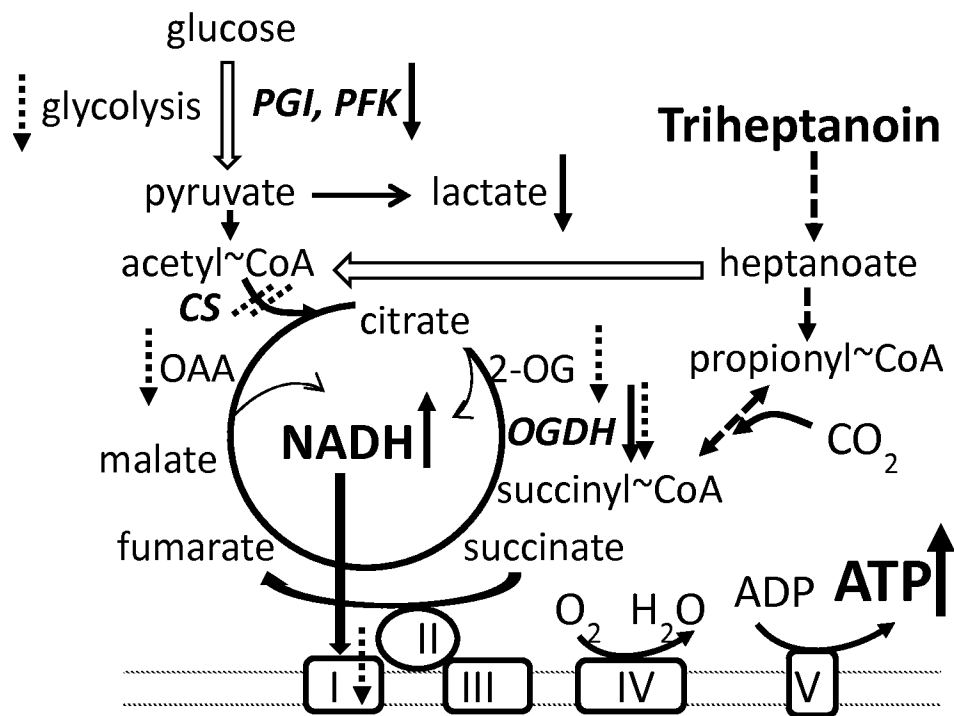 glucose
glycolysis
PGI, PFK
Triheptanoin
pyruvate
lactate
acetyl~CoA
heptanoate
CS
citrate
OAA
2-OG
propionyl~CoA
NADH
OGDH
CO2
malate
succinyl~CoA
fumarate
succinate
O2
H2O
ADP
ATP
II
I
III
IV
V